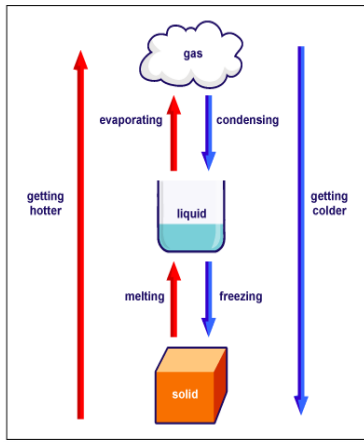 gas
evaporating
condensing
getting
hotter
liquid
getting
colder
melting
freezing
solid